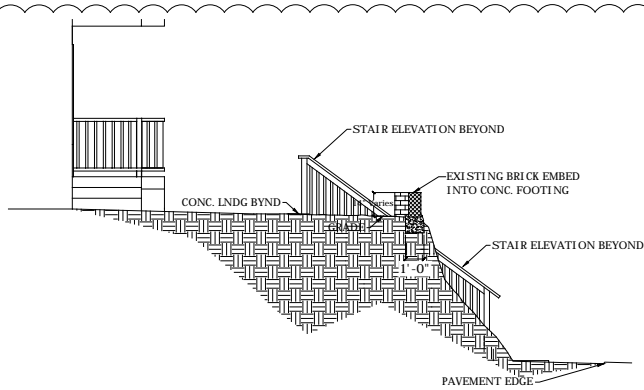 STAIR ELEVATION BEYOND
EXISTING BRICK EMBED
INTO CONC. FOOTING
CONC. LNDG BYND
Varies
GRADE
STAIR ELEVATION BEYOND
1'-0"
PAVEMENT EDGE